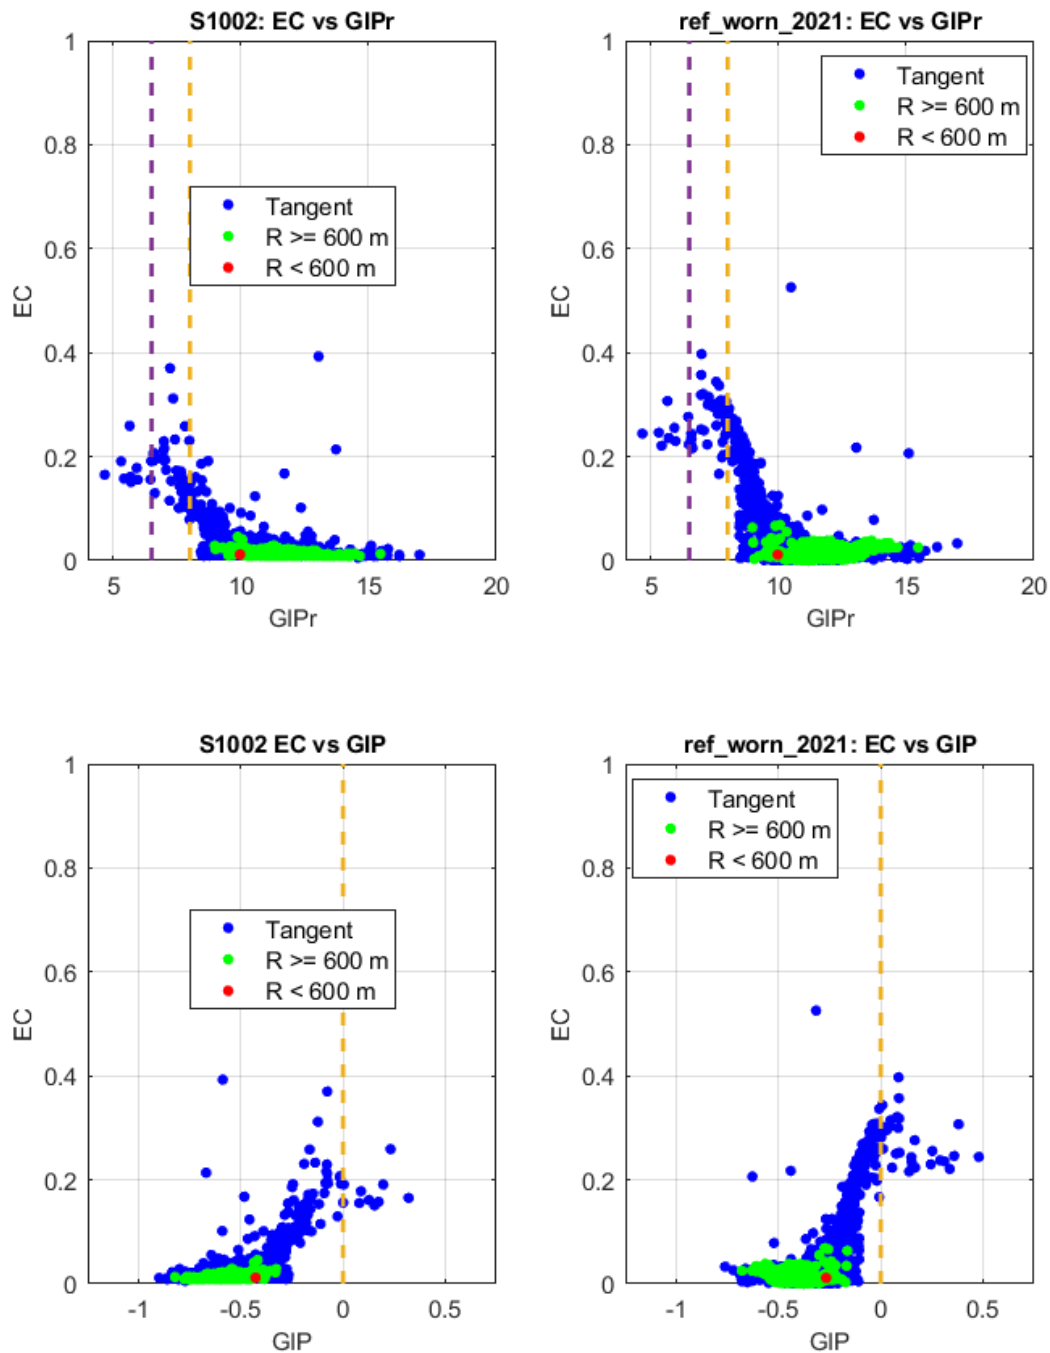 S1002: EC vs GIPr
1
0.8
0.6
0.4
0.2
0
EC
Tangent
R >= 600 m
R < 600 m
5
10
15
20
GIPr
ref_worn_2021: EC vs GIPr
1
0.8
0.6
0.4
0.2
0
EC
Tangent
R >= 600 m
R < 600 m
5
10
15
20
GIPr
S1002 EC vs GIP
1
0.8
0.6
0.4
0.2
0
EC
Tangent
R >= 600 m
R < 600 m
-1
-0.5
0
0.5
GIP
ref_worn_2021: EC vs GIP
1
0.8
0.6
0.4
0.2
0
EC
Tangent
R >= 600 m
R < 600 m
-1
-0.5
0
0.5
GIP